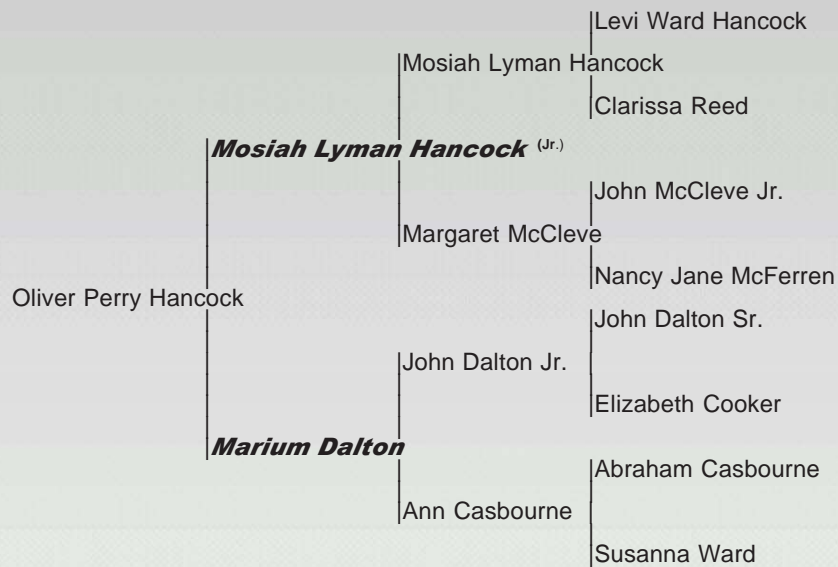 Levi Ward Hancock
Mosiah Lyman Hancock
Clarissa Reed
Mosiah Lyman Hancock (Jr.)
John McCleve Jr.
Margaret McCleve
Nancy Jane McFerren
Oliver Perry Hancock
John Dalton Sr.
John Dalton Jr.
Elizabeth Cooker
Marium Dalton
Abraham Casbourne
Ann Casbourne
Susanna Ward